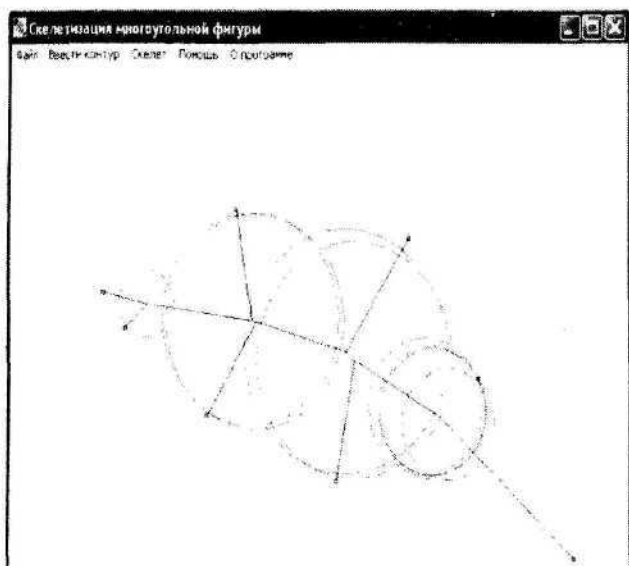 Скелетизация многоугольной фигуры
Файл Ввести контур Скелет Помощь О программе